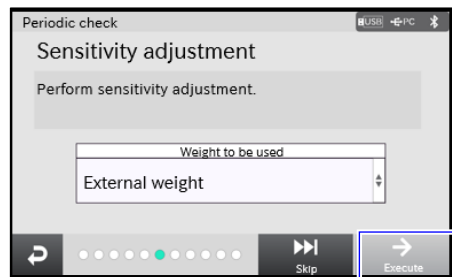 Periodic check
USB PC
Sensitivity adjustment
Perform sensitivity adjustment.
Weight to be used
External weight
Skip
Execute